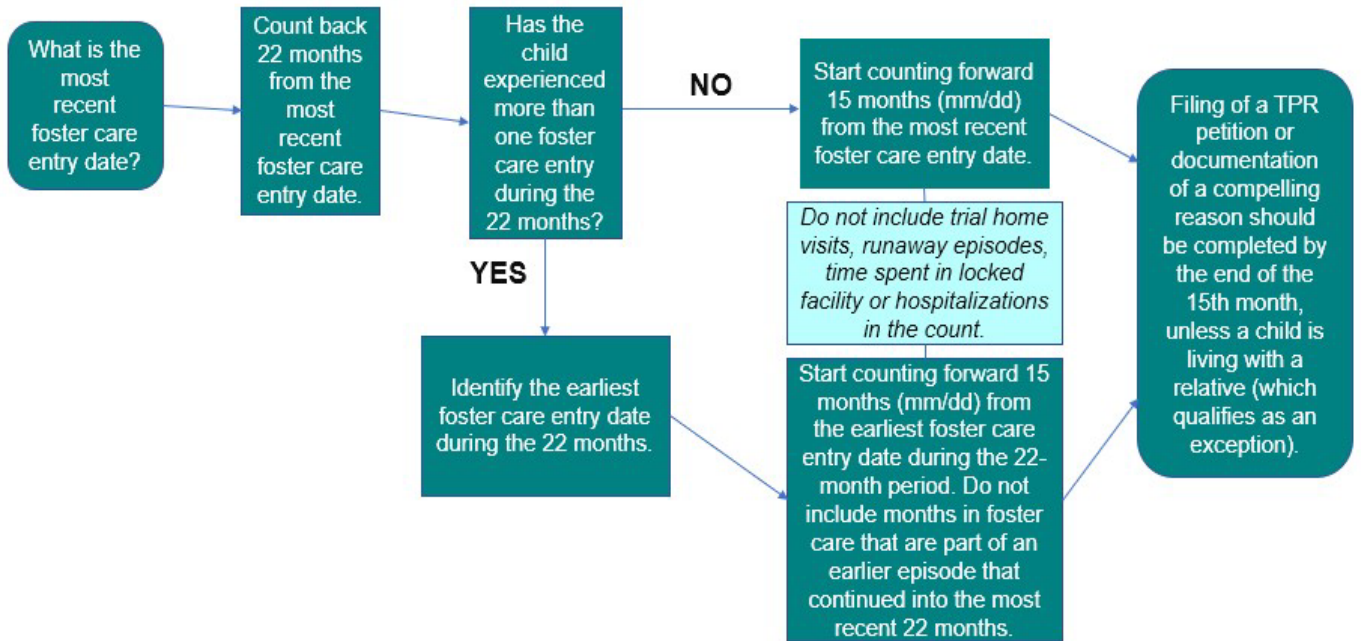 What is the
most
recent
foster care
entry date?
Count back
22 months
from the
most
recent
foster care
entry date.
Has the
child
experienced
more than
one foster
care entry
during the
22 months?
NO
Start counting forward
15 months (mm/dd)
from the most recent
foster care entry date.
YES
Identify the earliest
foster care entry date
during the 22 months.
Do not include trial home
visits, runaway episodes,
time spent in locked
facility or hospitalizations
in the count.
Start counting forward 15
months (mm/dd) from
the earliest foster care
entry date during the 22-
month period. Do not
include months in foster
care that are part of an
earlier episode that
continued into the most
recent 22 months.
Filing of a TPR
petition or
documentation
of a compelling
reason should
be completed by
the end of the
15th month,
unless a child is
living with a
relative (which
qualifies as an
exception).